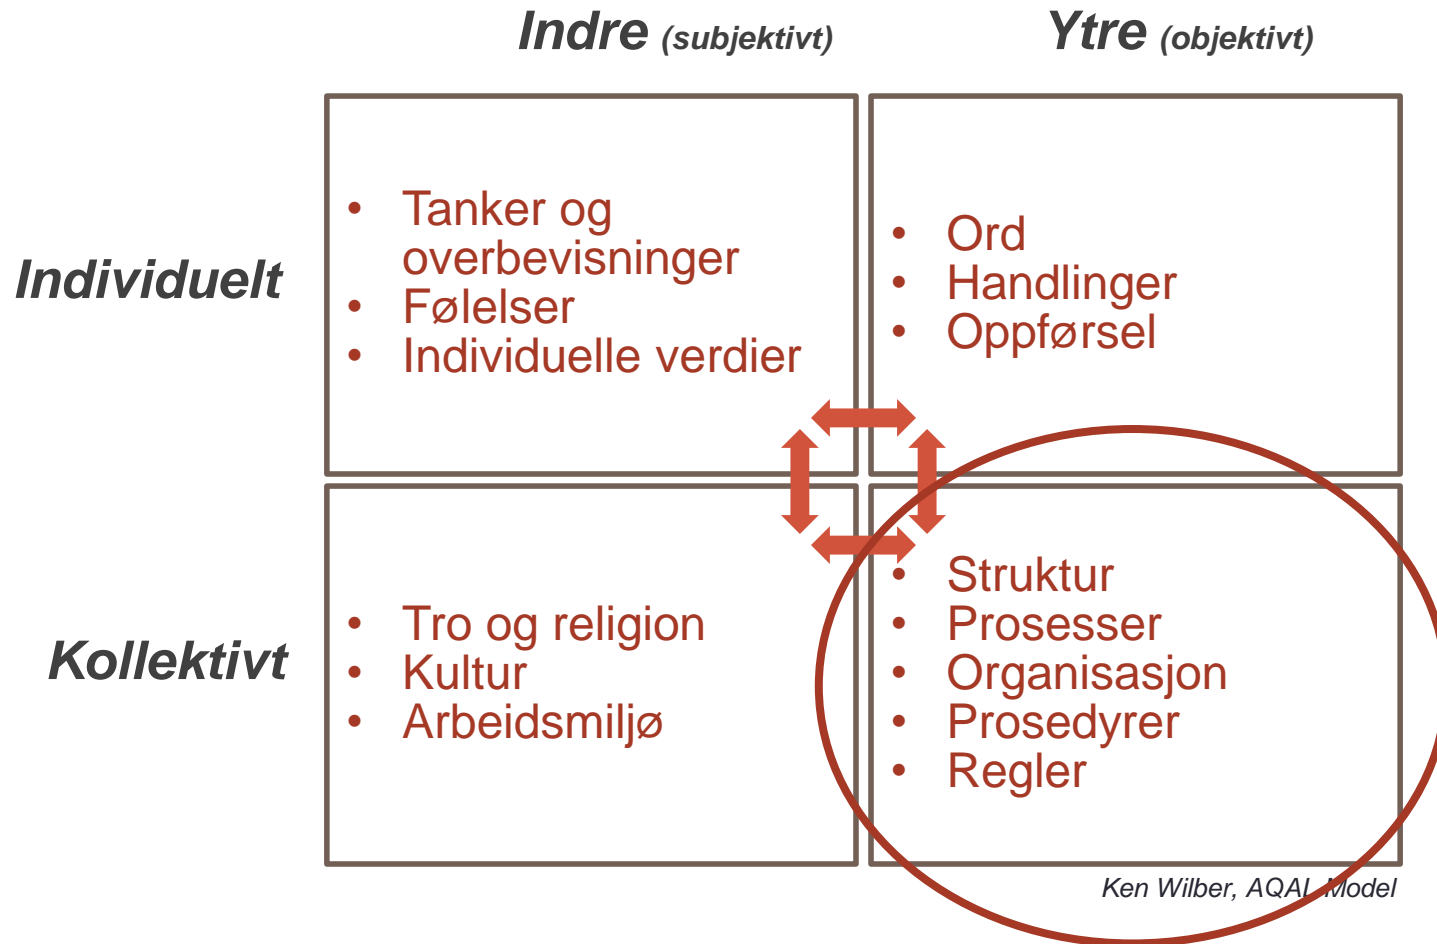 Indre (subjektivt)
Ytre (objektivt)
Individuelt
• Tanker og
overbevisninger
• Følelser
• Individuelle verdier
• Ord
• Handlinger
• Oppførsel
Kollektivt
• Tro og religion
• Kultur
• Arbeidsmiljø
• Struktur
• Prosesser
• Organisasjon
• Prosedyrer
• Regler
Ken Wilber, AQAL Model